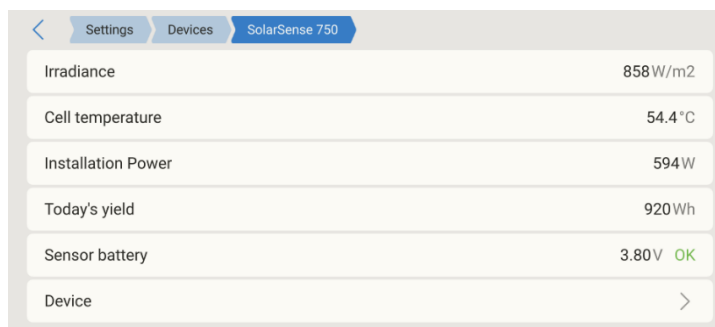 Settings Devices SolarSense 750
Irradiance 858W/m2
Cell temperature 54.4°C
Installation Power 594W
Today's yield 920Wh
Sensor battery 3.80V OK
Device